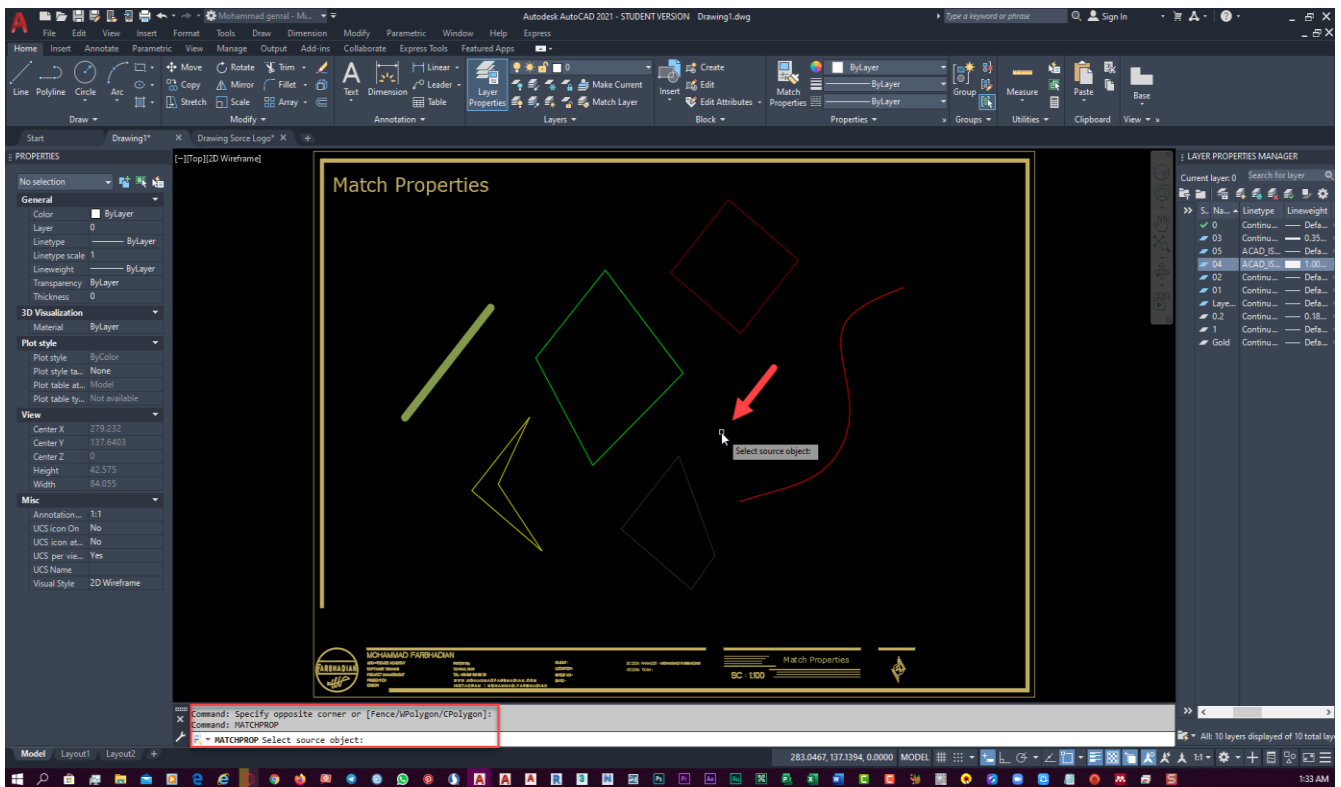 Mohammad genral - Mi...
Autodesk AutoCAD 2021 - STUDENT VERSION Drawing1.dwg
Type a keyword or phrase
Sign In
File Edit View Insert Format Tools Draw Dimension Modify Parametric Window Help Express
Home Insert Annotate Parametric View Manage Output Add-ins Collaborate Express Tools Featured Apps
Line Polyline Circle Arc
Move Rotate Trim
Copy Mirror Fillet
Stretch Scale Array
Text Dimension
Linear
Leader
Table
Layer Properties
0
Make Current
Match Layer
Insert
Create
Edit
Edit Attributes
Match Properties
ByLayer
ByLayer
ByLayer
Group
Measure
Paste
Base
Draw Modify Annotation Layers Block Properties Groups Utilities Clipboard View
Start Drawing1* Drawing Sorce Logo*
PROPERTIES
No selection
General
Color ByLayer
Layer 0
Linetype ByLayer
Linetype scale 1
Lineweight ByLayer
Transparency ByLayer
Thickness 0
3D Visualization
Material ByLayer
Plot style
Plot style ByColor
Plot style ta... None
Plot table at... Model
Plot table ty... Not available
View
Center X 279.232
Center Y 137.6403
Center Z 0
Height 42.575
Width 84.055
Misc
Annotation... 1:1
UCS icon On No
UCS icon at... No
UCS per vie... Yes
UCS Name
Visual Style 2D Wireframe
[-][Top][2D Wireframe]
Match Properties
Select source object:
FARSHADIAN
MOHAMMAD FARSHADIAN
Match Properties
SC : 1.100
LAYER PROPERTIES MANAGER
Current layer: 0 Search for layer
S.. Na... Linetype Lineweight
0 Continu... Defa...
03 Continu... 0.35...
05 ACAD_IS... Defa...
04 ACAD_IS... 1.00...
02 Continu... Defa...
01 Continu... Defa...
Laye... Continu... Defa...
0.2 Continu... 0.18...
1 Continu... Defa...
Gold Continu... Defa...
All: 10 layers displayed of 10 total lay
Command: Specify opposite corner or [Fence/WPolygon/CPolygon]:
Command: MATCHPROP
MATCHPROP Select source object:
Model Layout1 Layout2
283.0467, 137.1394, 0.0000 MODEL
1:1
1:33 AM